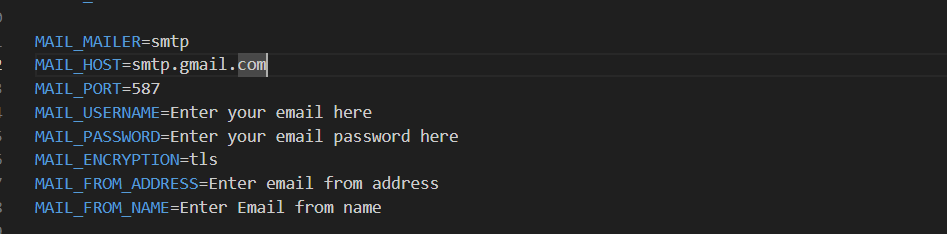 MAIL_MAILER=smtp
MAIL_HOST=smtp.gmail.com
MAIL_PORT=587
MAIL_USERNAME=Enter your email here
MAIL_PASSWORD=Enter your email password here
MAIL_ENCRYPTION=tls
MAIL_FROM_ADDRESS=Enter email from address
MAIL_FROM_NAME=Enter Email from name